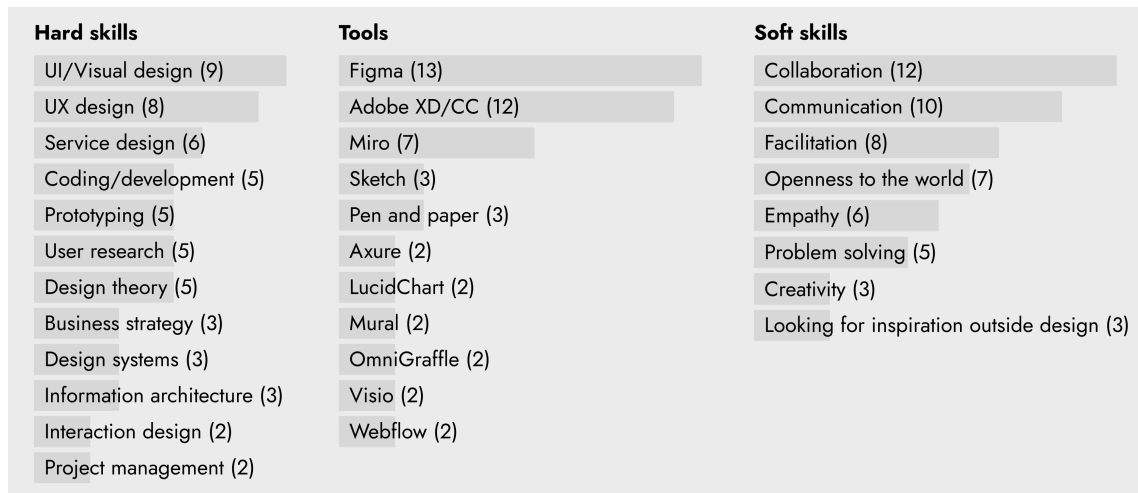 Hard skills
UI/Visual design (9)
UX design (8)
Service design (6)
Coding/development (5)
Prototyping (5)
User research (5)
Design theory (5)
Business strategy (3)
Design systems (3)
Information architecture (3)
Interaction design (2)
Project management (2)
Tools
Figma (13)
Adobe XD/CC (12)
Miro (7)
Sketch (3)
Pen and paper (3)
Axure (2)
LucidChart (2)
Mural (2)
OmniGraffle (2)
Visio (2)
Webflow (2)
Soft skills
Collaboration (12)
Communication (10)
Facilitation (8)
Openness to the world (7)
Empathy (6)
Problem solving (5)
Creativity (3)
Looking for inspiration outside design (3)